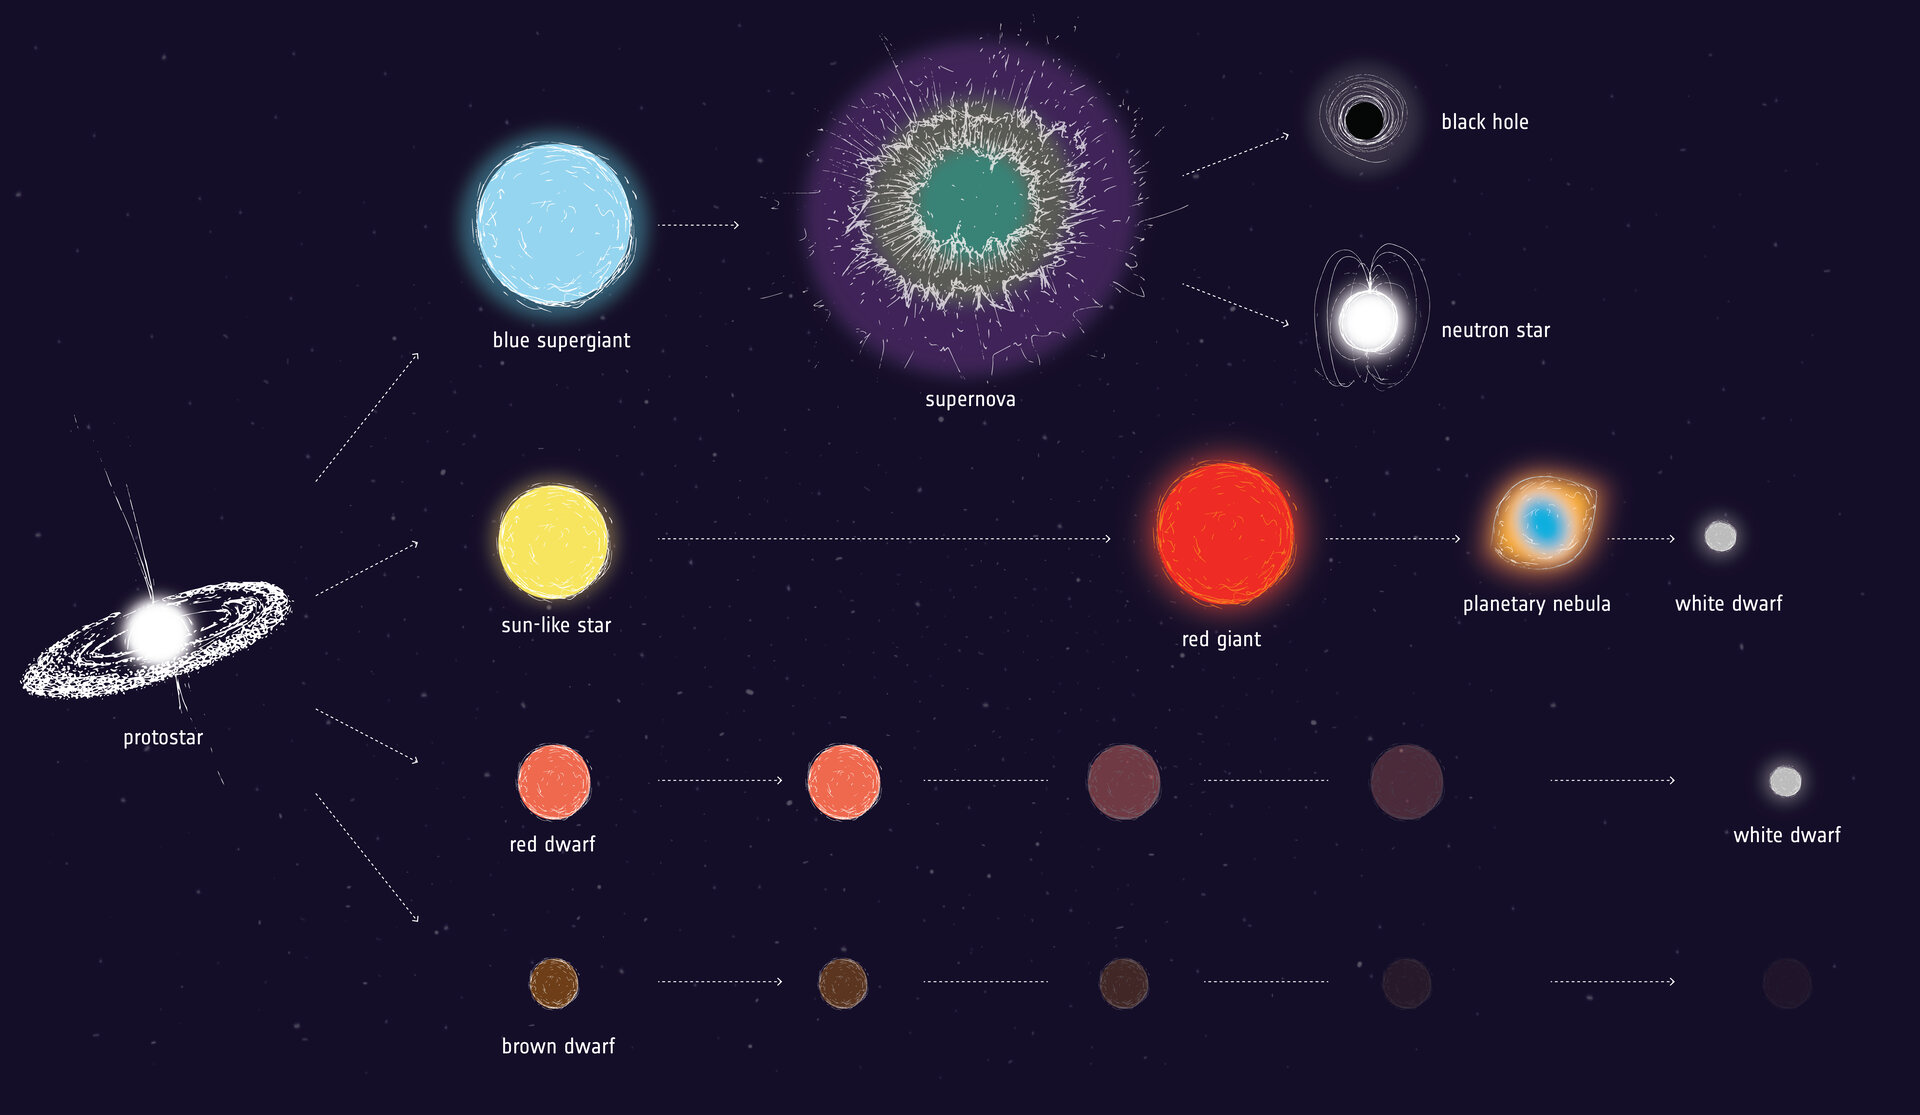 black hole
blue supergiant
neutron star
supernova
sun-like star
red giant
planetary nebula
white dwarf
protostar
red dwarf
white dwarf
brown dwarf